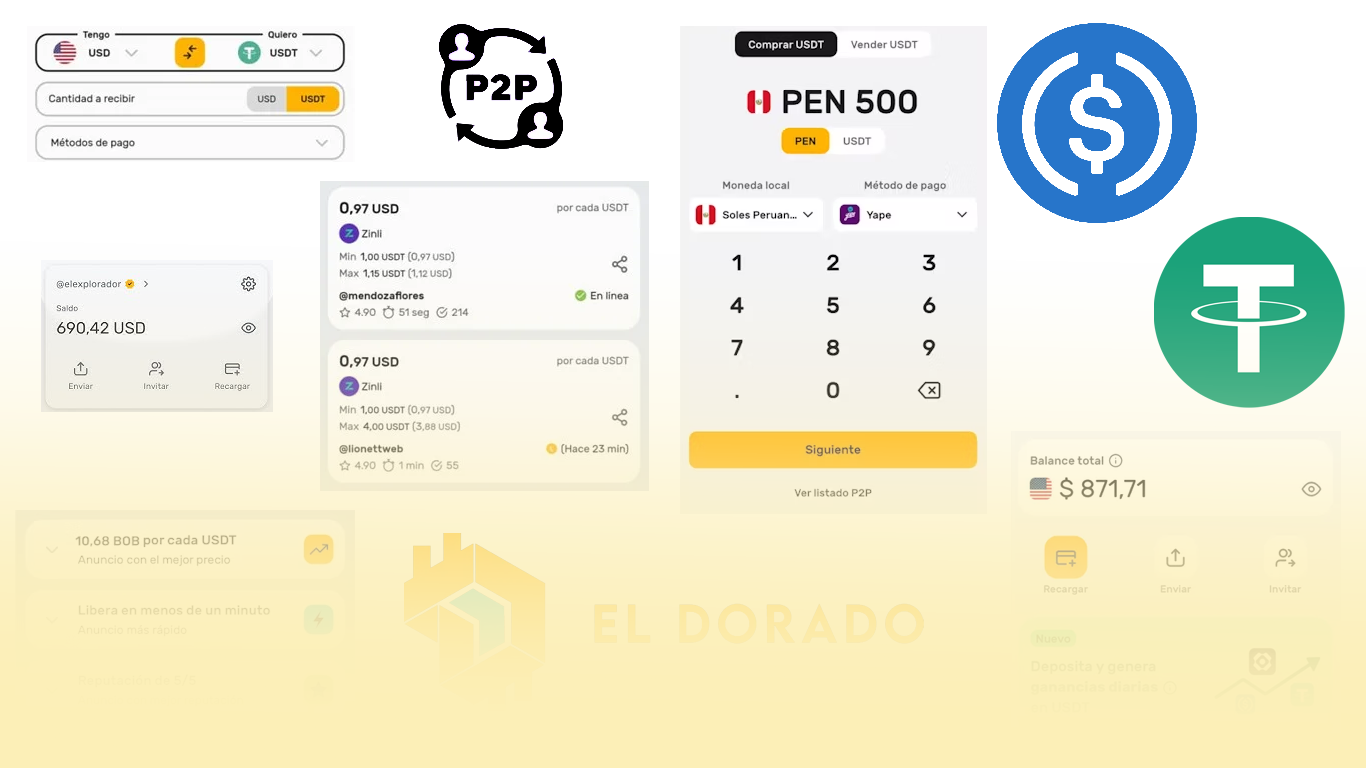 Tengo
Quiero
USD
USDT
Cantidad a recibir
USD
USDT
Métodos de pago
P2P
Comprar USDT
Vender USDT
PEN 500
PEN
USDT
Moneda local
Método de pago
Soles Peruan...
Yape
1 2 3
4 5 6
7 8 9
. 0
Siguiente
Ver listado P2P
@elexplorador
Saldo
690,42 USD
Enviar
Invitar
Recargar
0,97 USD
por cada USDT
Zinli
Min 1,00 USDT (0,97 USD)
Max 1,15 USDT (1,12 USD)
@mendozaflores
En línea
4.90 51 seg 214
0,97 USD
por cada USDT
Zinli
Min 1,00 USDT (0,97 USD)
Max 4,00 USDT (3,88 USD)
@lionettweb
(Hace 23 min)
4.90 1 min 55
Balance total
$ 871,71
Recargar
Enviar
Invitar
Nuevo
Deposita y genera
ganancias diarias
10,68 BOB por cada USDT
Anuncio con el mejor precio
Libera en menos de un minuto
Anuncio más rápido
EL DORADO